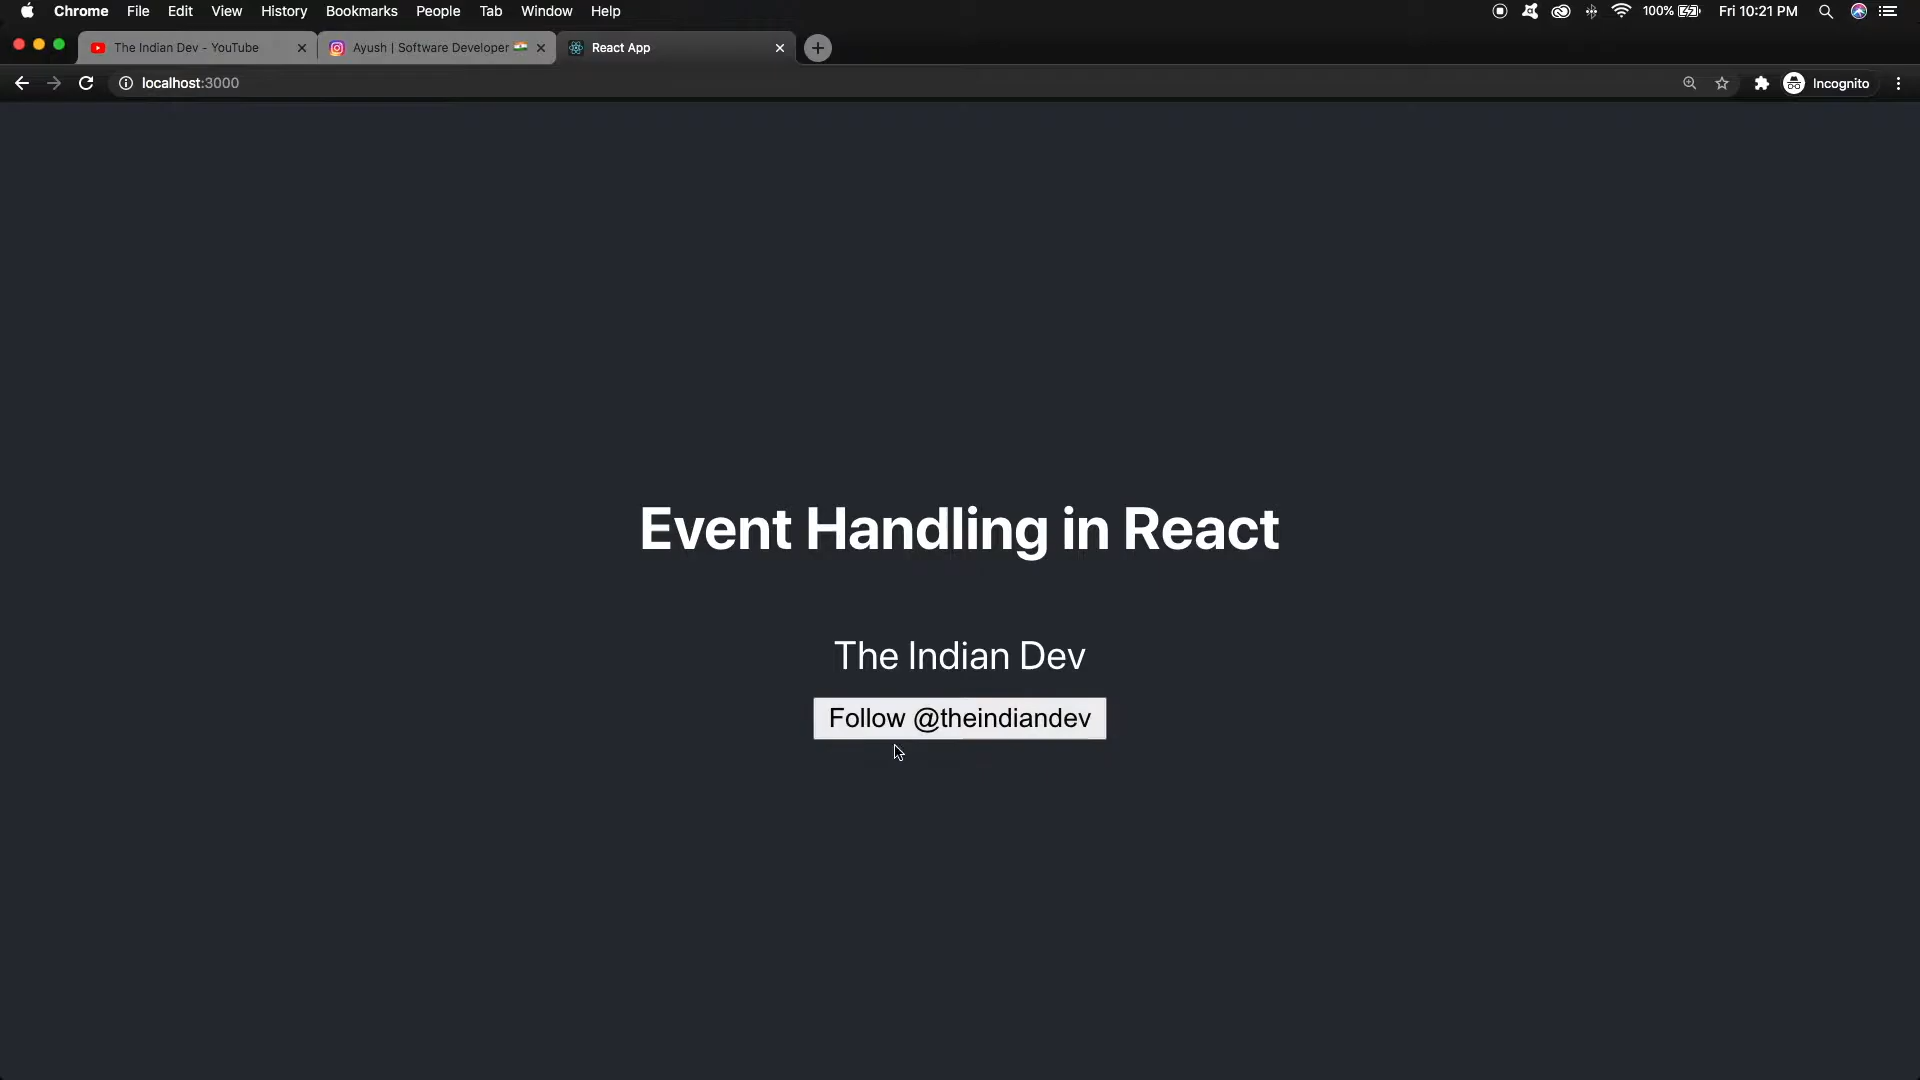 Chrome File Edit View History Bookmarks People Tab Window Help 100% Fri 10:21 PM
The Indian Dev - YouTube Ayush | Software Developer 🇮🇳 React App
localhost:3000 Incognito
Event Handling in React
The Indian Dev
Follow @theindiandev